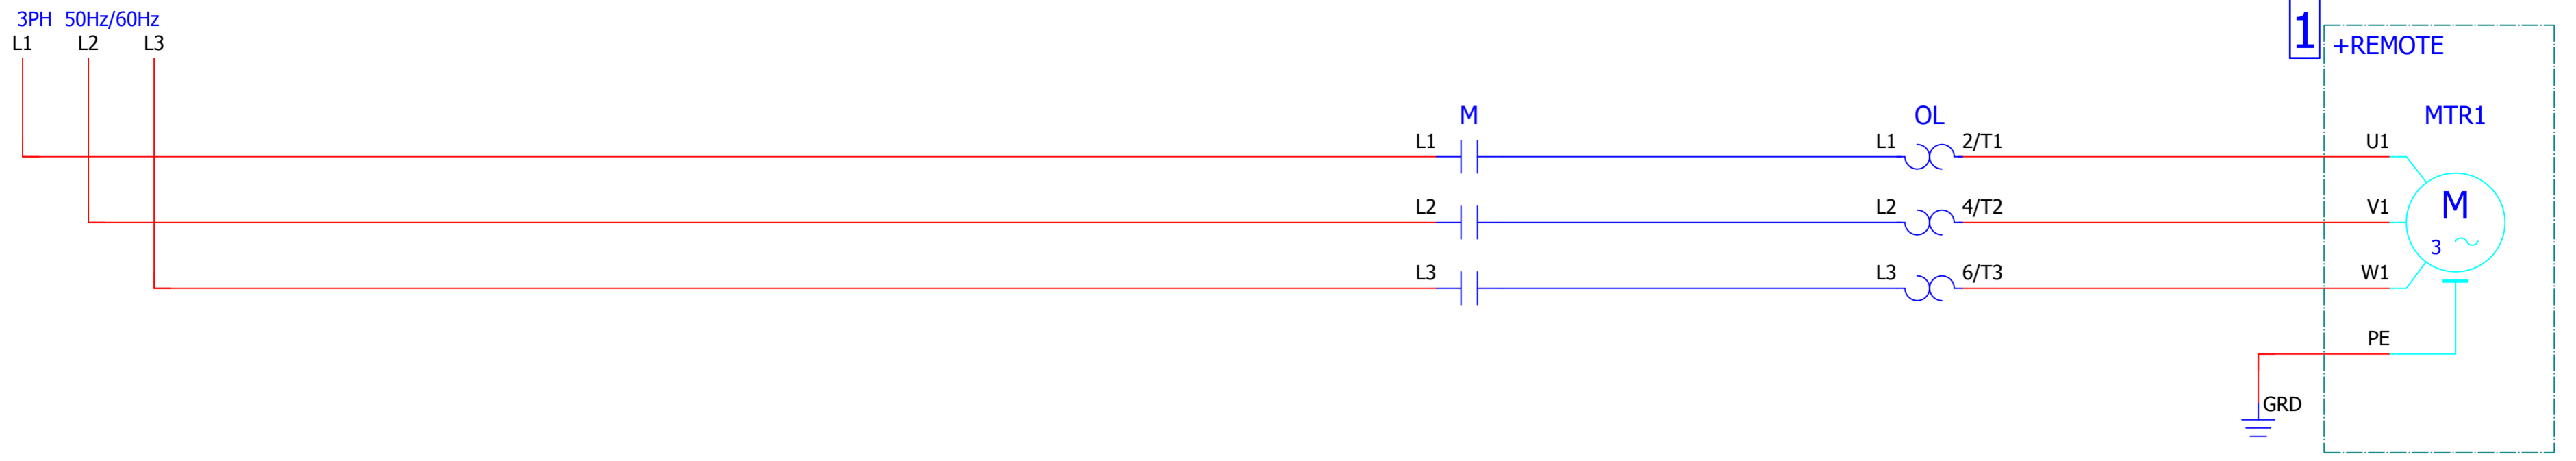 3PH 50Hz/60Hz
L1 L2 L3
1
+REMOTE
M OL MTR1
L1 L1 2/T1 U1
L2 L2 4/T2 V1 M
3
L3 L3 6/T3 W1
PE
GRD